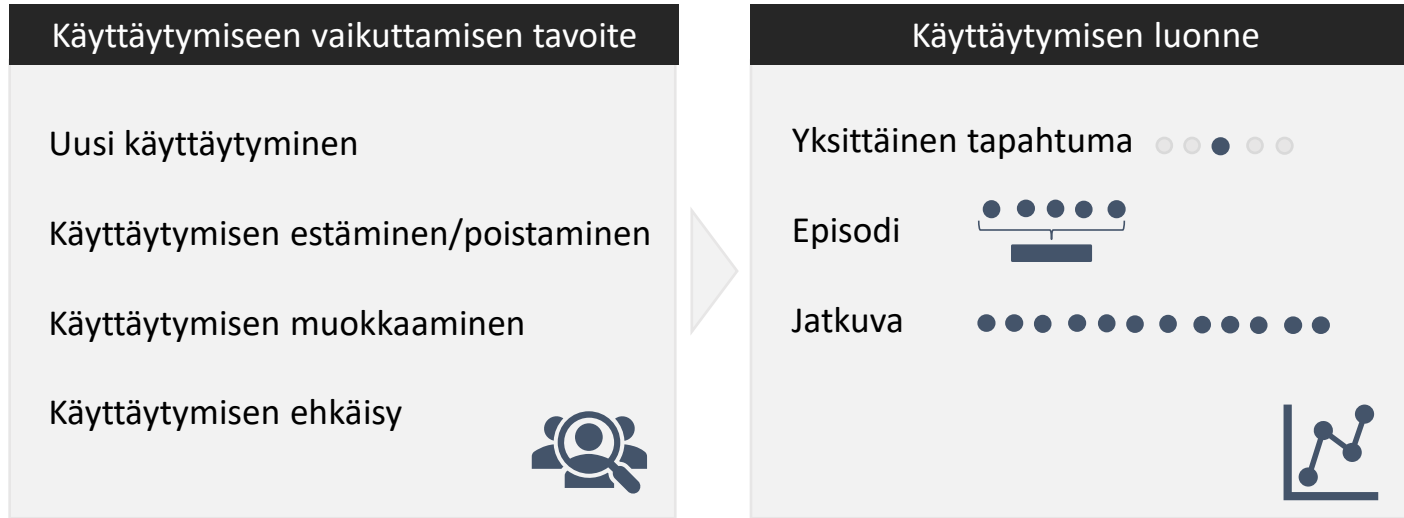 Käyttäytymiseen vaikuttamisen tavoite
Uusi käyttäytyminen
Käyttäytymisen estäminen/poistaminen
Käyttäytymisen muokkaaminen
Käyttäytymisen ehkäisy
Käyttäytymisen luonne
Yksittäinen tapahtuma
Episodi
Jatkuva